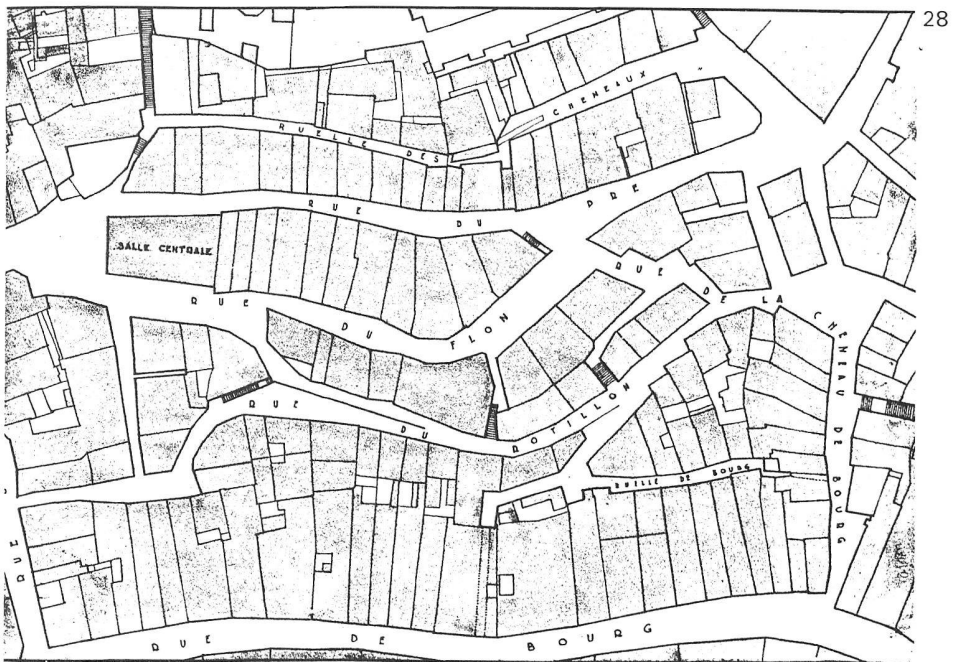 28
RUELLE DES CHENEAUX
RUE DU PRE
SALLE CENTRALE
RUE DU FLON
RUE DE LA CHENEAU DE BOURG
RUE DU ROTILLON
RUELLE DE BOURG
RUE
RUE DE BOURG